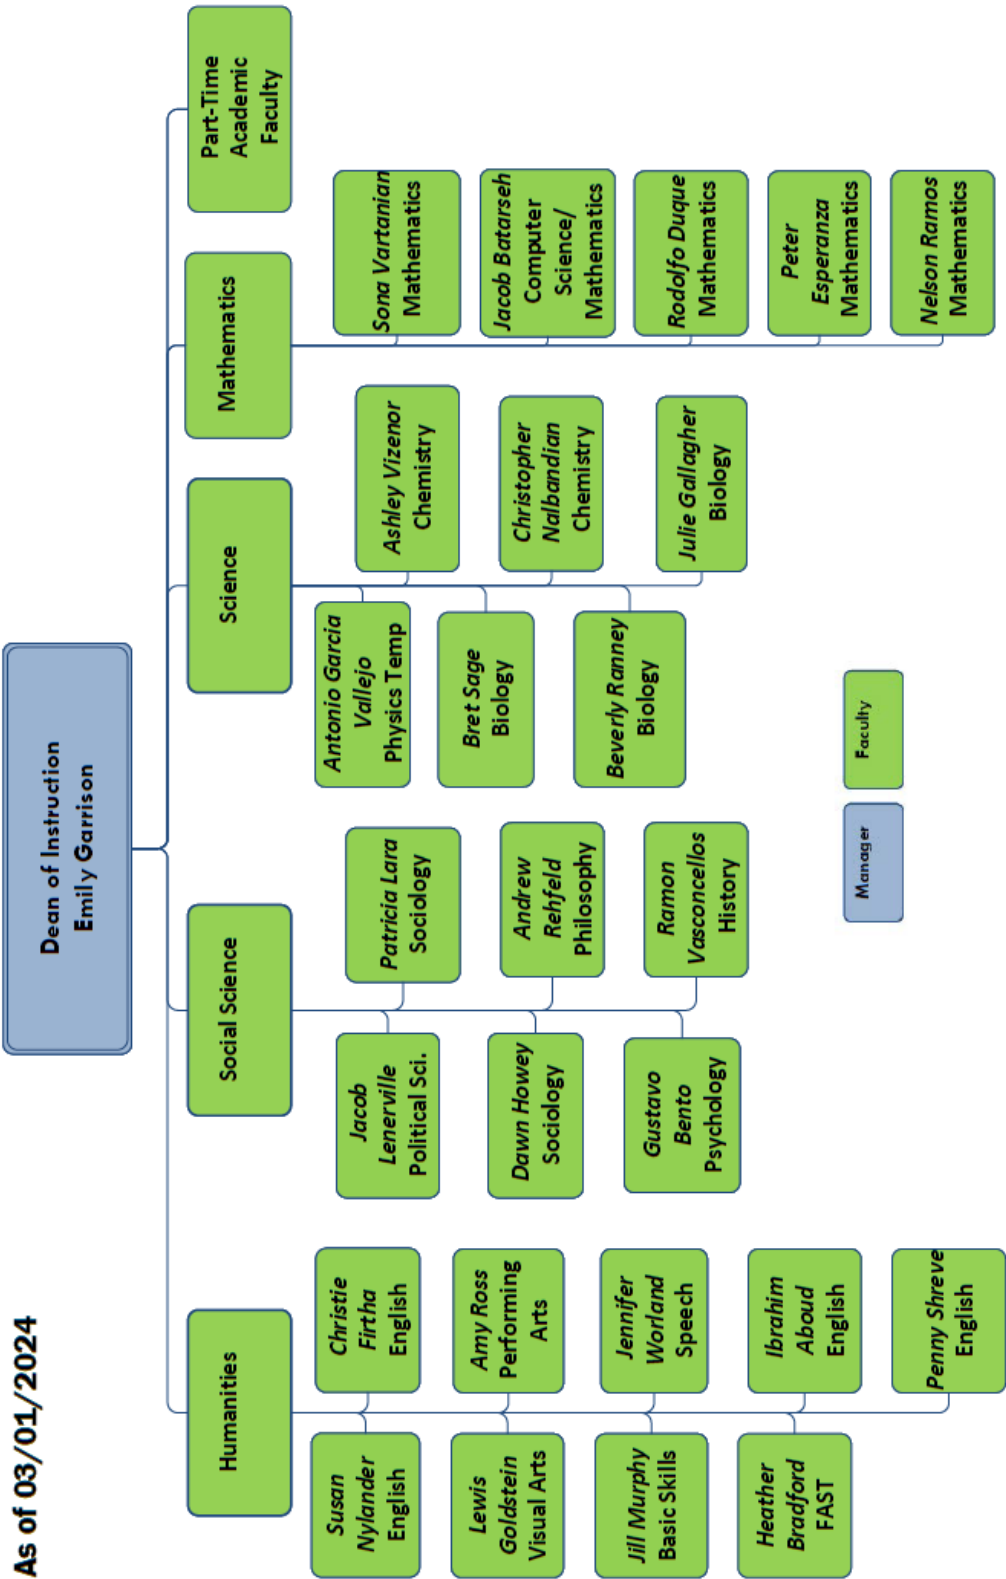 As of 03/01/2024
Dean of Instruction
Emily Garrison
Humanities
Social Science
Science
Mathematics
Part-Time
Academic
Faculty
Susan
Nylander
English
Christie
Firtha
English
Lewis
Goldstein
Visual Arts
Amy Ross
Performing
Arts
Jill Murphy
Basic Skills
Jennifer
Worland
Speech
Heather
Bradford
FAST
Ibrahim
Aboud
English
Penny Shreve
English
Jacob
Lenerville
Political Sci.
Patricia Lara
Sociology
Dawn Howey
Sociology
Andrew
Rehfeld
Philosophy
Gustavo
Bento
Psychology
Ramon
Vasconcellos
History
Antonio Garcia
Vallejo
Physics Temp
Ashley Vizenor
Chemistry
Bret Sage
Biology
Christopher
Nalbandian
Chemistry
Beverly Ranney
Biology
Julie Gallagher
Biology
Sona Vartanian
Mathematics
Jacob Batarseh
Computer
Science/
Mathematics
Rodolfo Duque
Mathematics
Peter
Esperanza
Mathematics
Nelson Ramos
Mathematics
Manager
Faculty